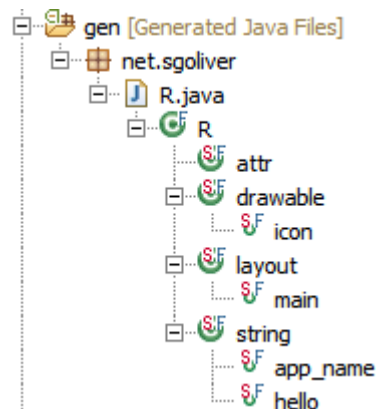 gen [Generated Java Files]
net.sgoliver
R.java
R
attr
drawable
icon
layout
main
string
app_name
hello